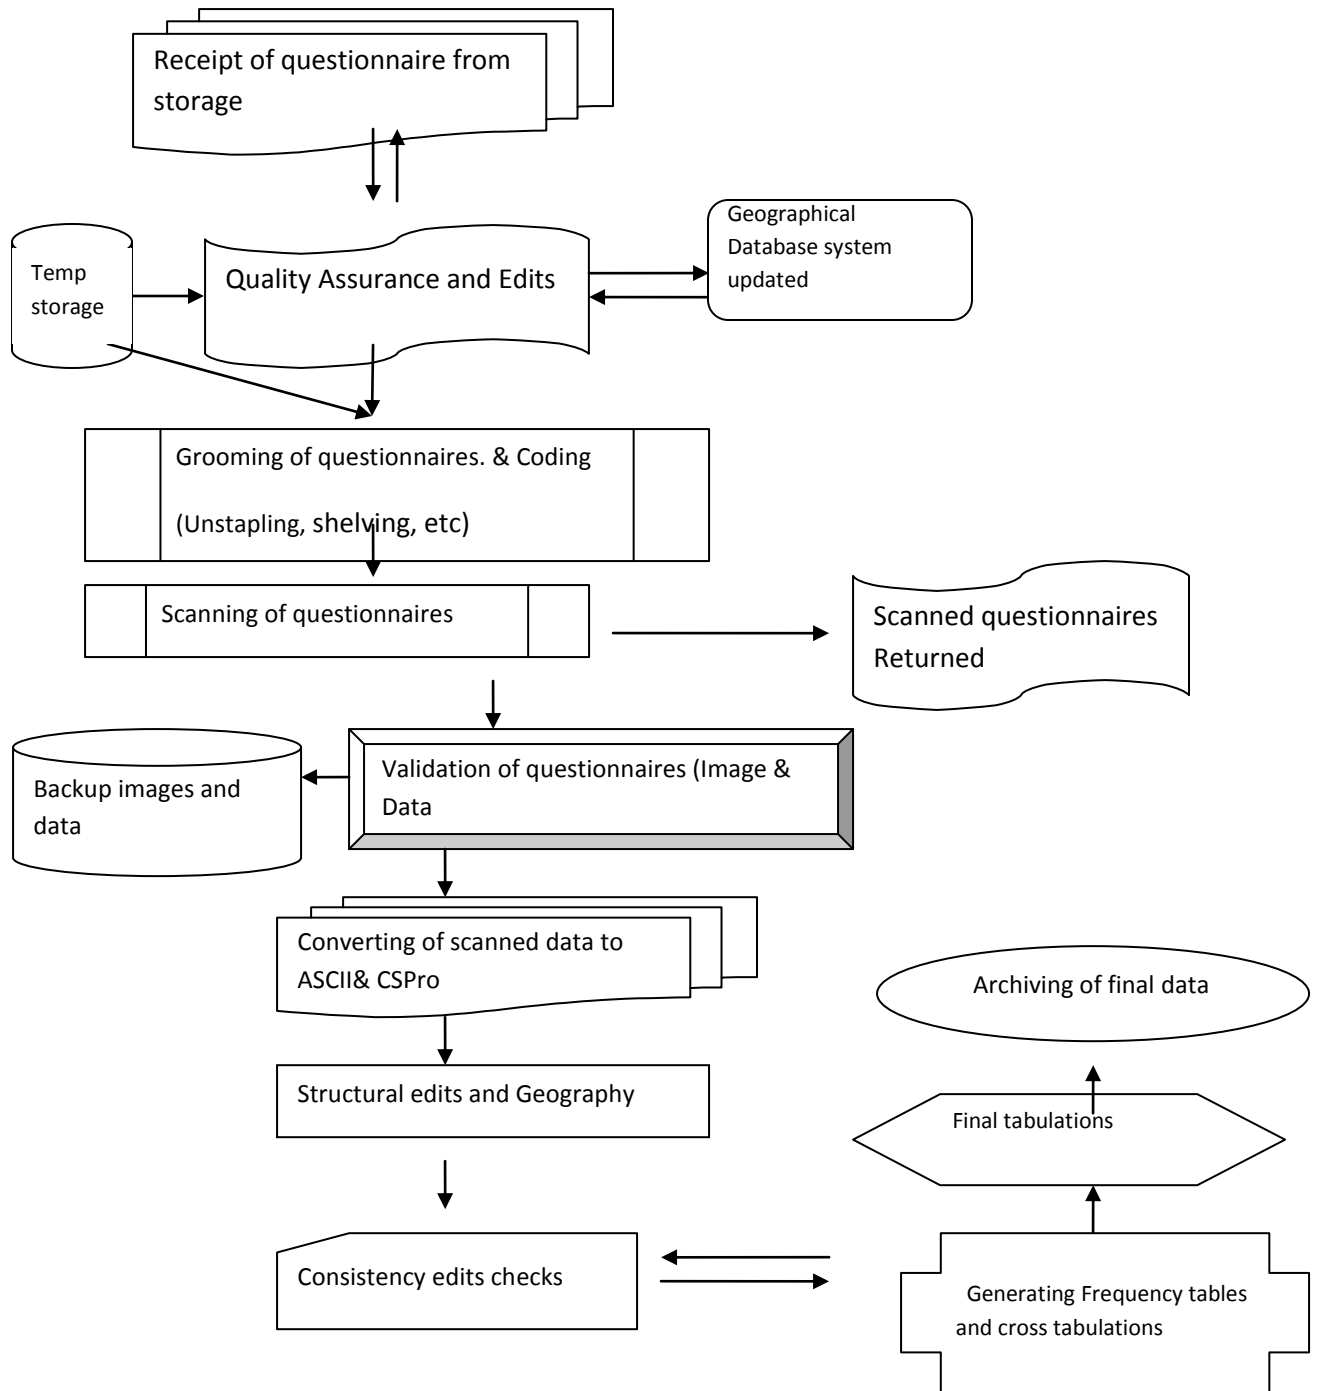 Receipt of questionnaire from
storage
Temp
storage
Quality Assurance and Edits
Geographical
Database system
updated
Grooming of questionnaires. & Coding
(Unstapling, shelving, etc)
Scanning of questionnaires
Scanned questionnaires
Returned
Backup images and
data
Validation of questionnaires (Image &
Data
Converting of scanned data to
ASCII& CSPro
Archiving of final data
Structural edits and Geography
Final tabulations
Consistency edits checks
Generating Frequency tables
and cross tabulations